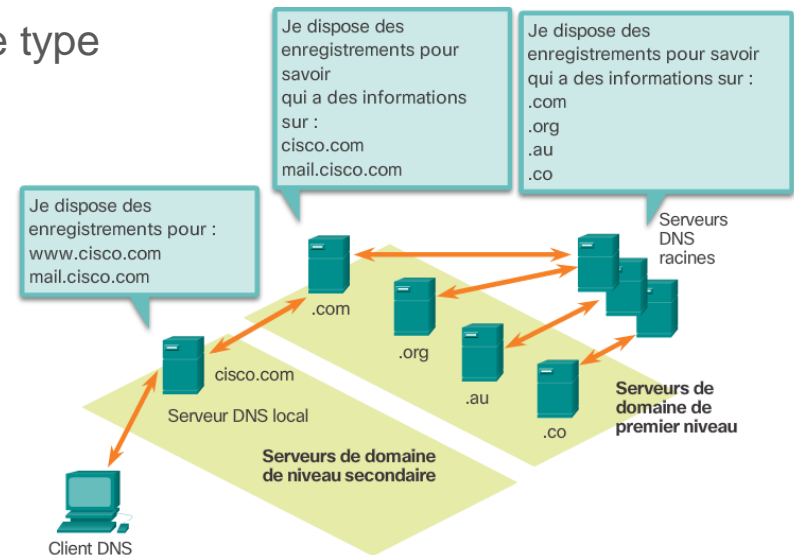 e type
Je dispose des
enregistrements pour
savoir
qui a des informations
sur :
cisco.com
mail.cisco.com
Je dispose des
enregistrements pour savoir
qui a des informations sur :
.com
.org
.au
.co
Je dispose des
enregistrements pour :
www.cisco.com
mail.cisco.com
Serveurs
DNS
racines
.com
.org
.au
.co
cisco.com
Serveur DNS local
Serveurs de
domaine de
premier niveau
Serveurs de domaine
de niveau secondaire
Client DNS